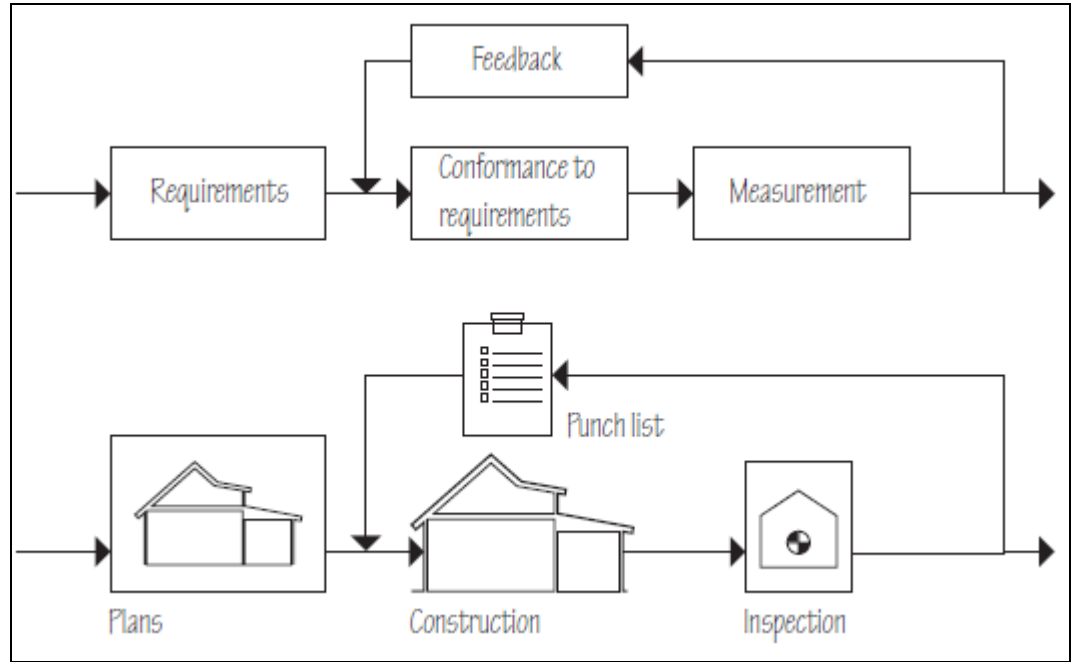 Feedback
Requirements
Conformance to
requirements
Measurement
Punch list
Plans
Construction
Inspection